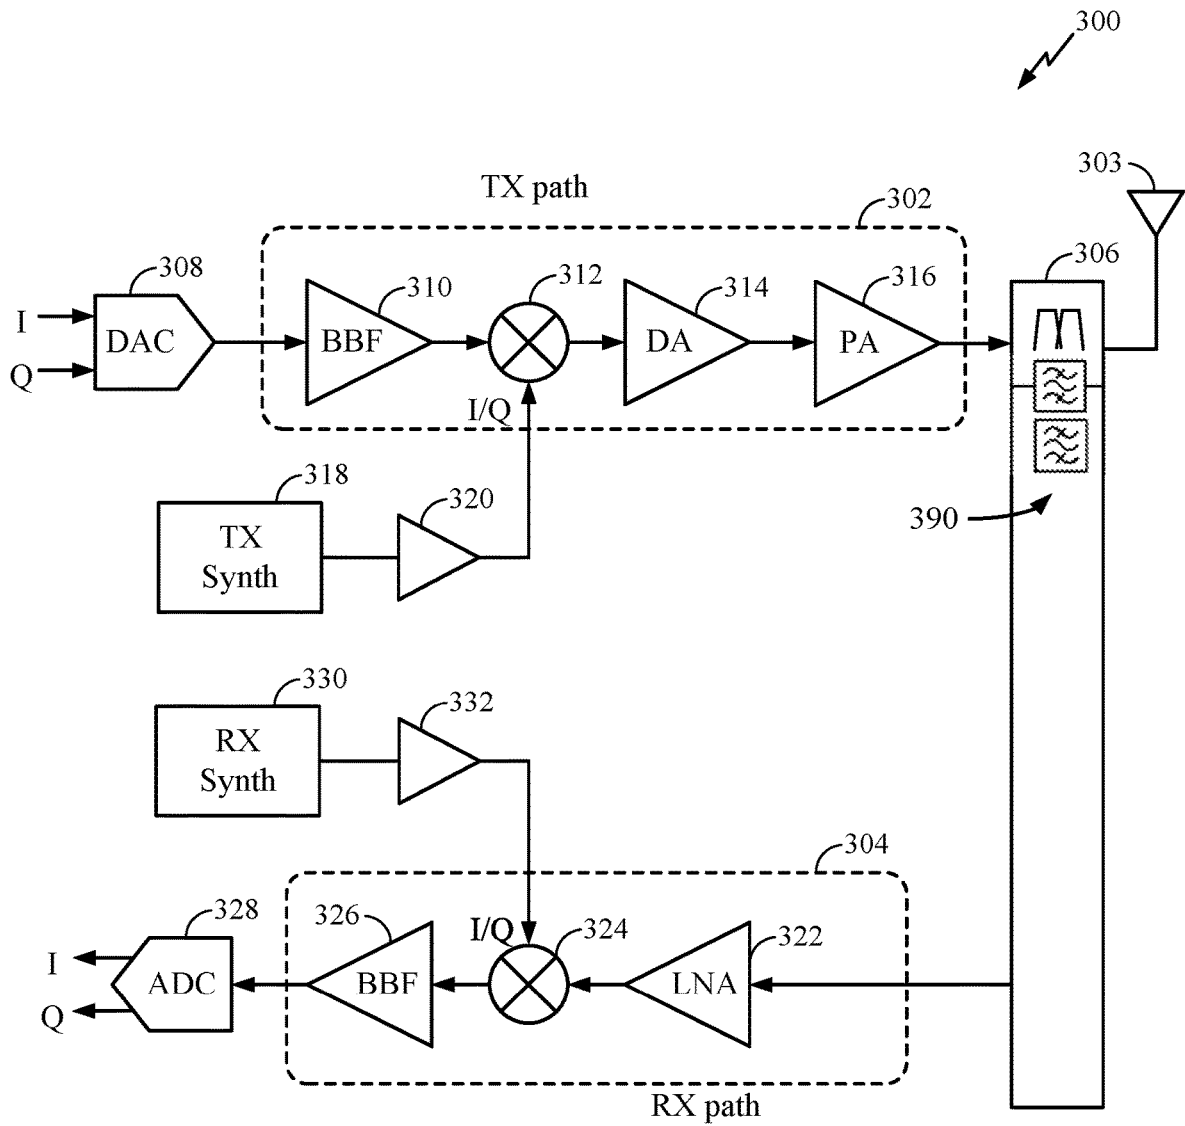 300
303
TX path
302
308
310
312
314
316
306
I
Q
DAC
BBF
DA
PA
I/Q
318
320
TX
Synth
390
330
332
RX
Synth
304
328
326
I/Q
324
322
I
Q
ADC
BBF
LNA
RX path